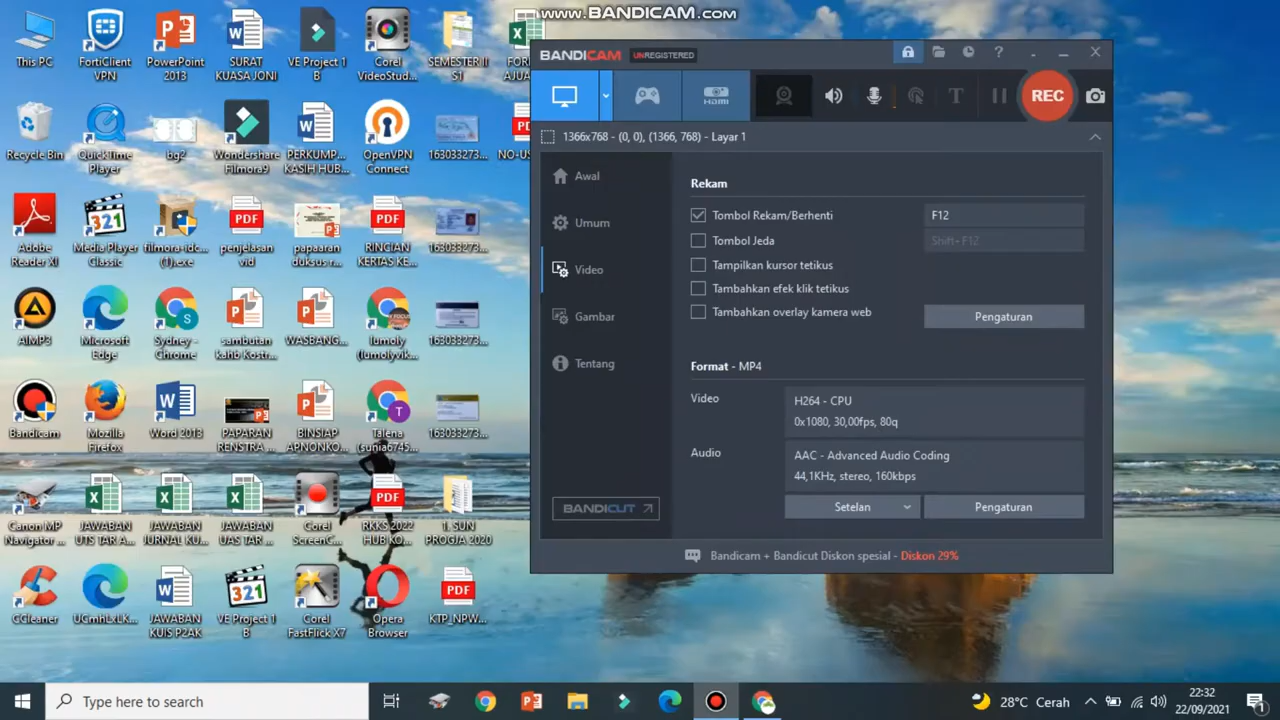 www.BANDICAM.com
This PC
FortiClient
VPN
PowerPoint
2013
SURAT
KUASA JONI
VE Project 1
B
Corel
VideoStud...
SEMESTER II
S1
Recycle Bin
QuickTime
Player
bg2
Wondershare
Filmora9
PERKUMP...
KASIH HUB...
OpenVPN
Connect
163033273...
Adobe
Reader XI
Media Player
Classic
filmora-idc...
(1).exe
penjelasan
vid
papaaran
duksus r...
RINCIAN
KERTAS KE...
163033273...
AIMP3
Microsoft
Edge
Sydney -
Chrome
sambutan
kahb Kostr...
WASBANG...
lumoly
(lumolyvik...
163033273...
Bandicam
Mozilla
Firefox
Word 2013
PAPARAN
RENSTRA ...
BINSIAP
APNONKO...
Talena
(sunia6745...
163033273...
Canon MP
Navigator ...
JAWABAN
UTS TAR A...
JAWABAN
JURNAL KU...
JAWABAN
UAS TAR ...
Corel
ScreenC...
RKKS 2022
HUB KO...
1. SUN
PROGJA 2020
CCleaner
UCmhLxLk...
JAWABAN
KUIS P2AK
VE Project 1
B
Corel
FastFlick X7
Opera
Browser
KTP_NPW...
BANDICAM UNREGISTERED
HDMI
REC
1366x768 - (0, 0), (1366, 768) - Layar 1
Awal
Umum
Video
Gambar
Tentang
BANDICUT
Rekam
Tombol Rekam/Berhenti F12
Tombol Jeda Shift+F12
Tampilkan kursor tetikus
Tambahkan efek klik tetikus
Tambahkan overlay kamera web Pengaturan
Format - MP4
Video H264 - CPU
0x1080, 30,00fps, 80q
Audio AAC - Advanced Audio Coding
44,1KHz, stereo, 160kbps
Setelan Pengaturan
Bandicam + Bandicut Diskon spesial - Diskon 29%
Type here to search
28°C Cerah
22:32
22/09/2021